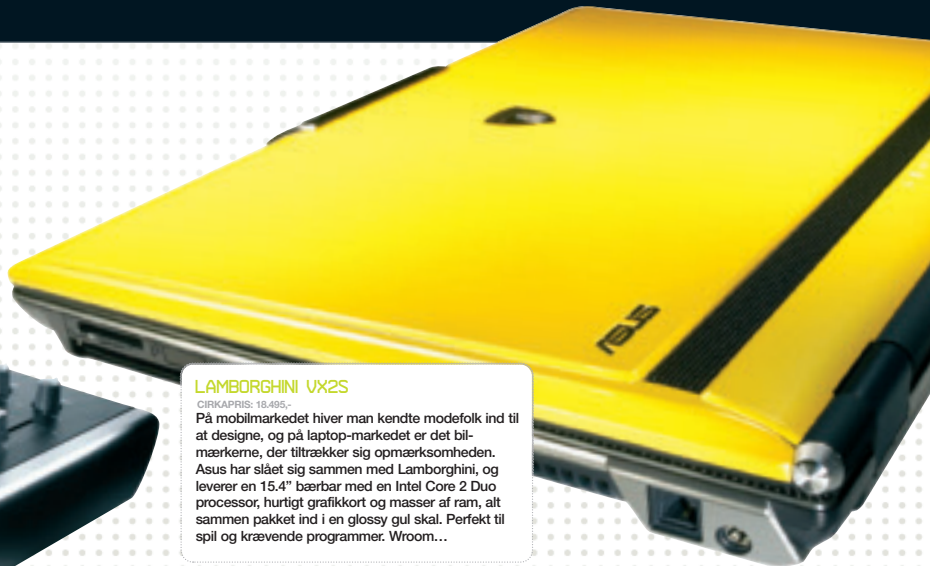 ASUS
LAMBORGHINI VX2S
CIRKAPRIS: 18.495,-
På mobilmarkedet hiver man kendte modefolk ind til
at designe, og på laptop-markedet er det bil-
mærkerne, der tiltrækker sig opmærksomheden.
Asus har slået sig sammen med Lamborghini, og
leverer en 15.4” bærbar med en Intel Core 2 Duo
processor, hurtigt grafikkort og masser af ram, alt
sammen pakket ind i en glossy gul skal. Perfekt til
spil og krævende programmer. Wroom…